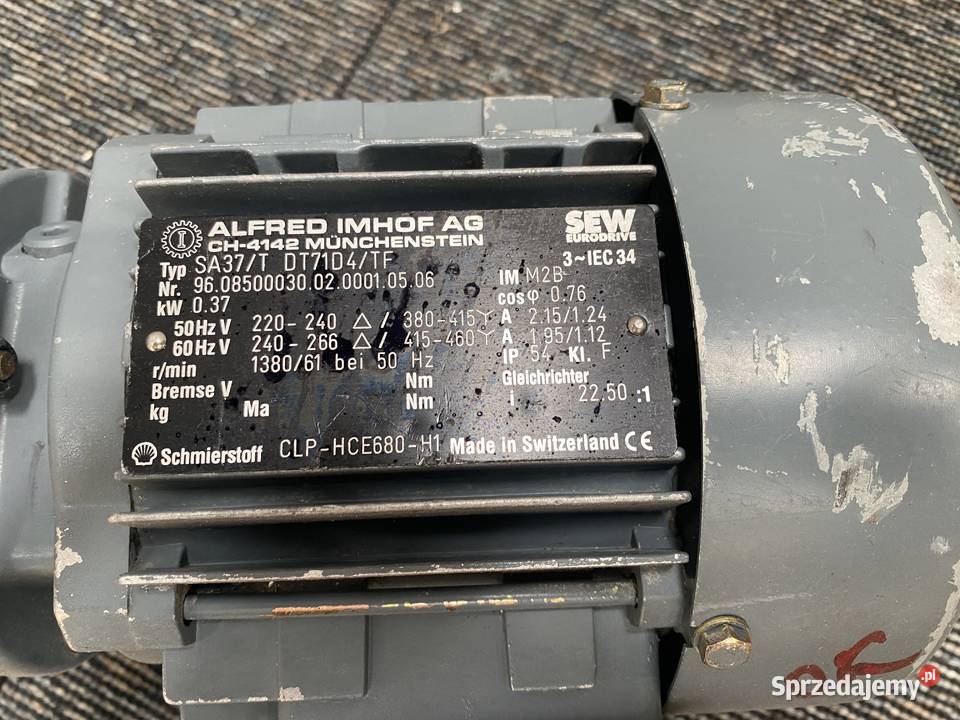 ALFRED IMHOF AG
CH-4142 MÜNCHENSTEIN
SEW
EURODRIVE
Typ SA37/T DT71D4/TF 3~IEC 34
Nr. 96.08500030.02.0001.05.06 IM M2B
kW 0.37 cosφ 0.76
50Hz V 220-240 △/ 380-415Y A 2.15/1.24
60Hz V 240-266 △/ 415-460Y A 1.95/1.12
r/min 1380/61 bei 50 Hz IP 54 Kl. F
Bremse V Nm Gleichrichter
kg Ma Nm i 22.50 :1
Schmierstoff CLP-HCE680-H1 Made in Switzerland CE
Sprzedajemy.pl